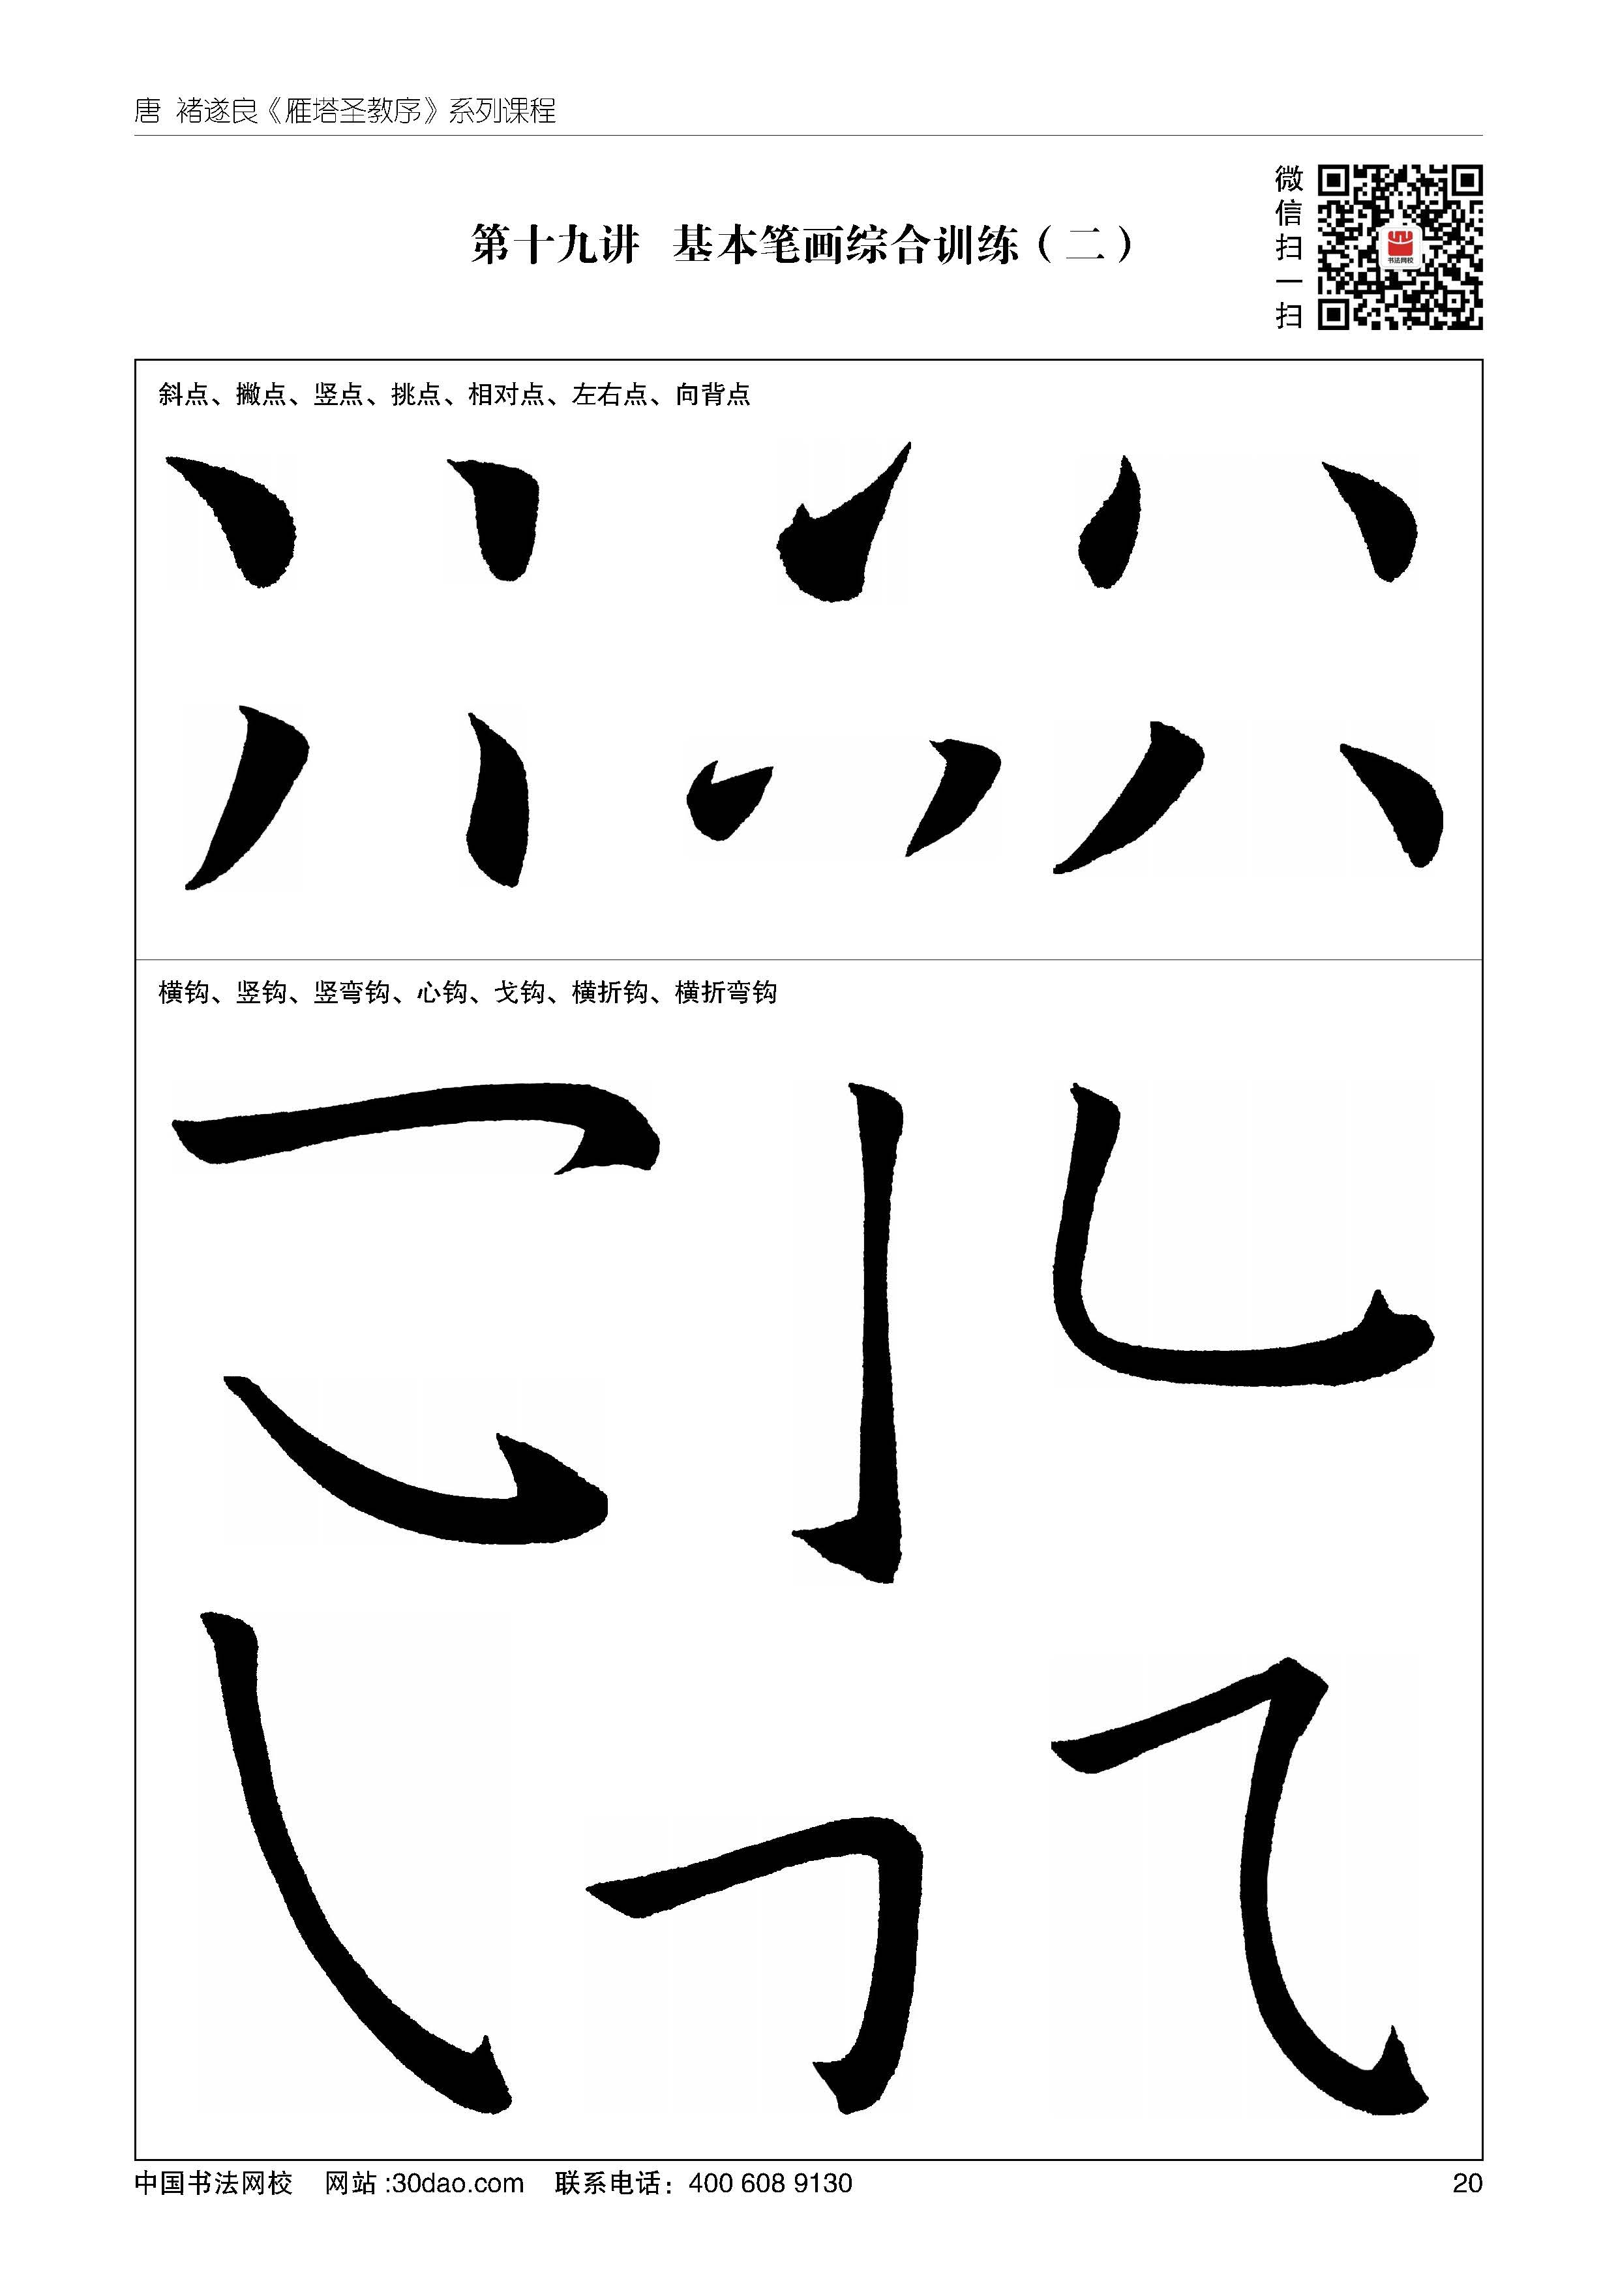 唐 褚遂良《雁塔圣教序》系列课程
微信扫一扫
书法网校
第十九讲 基本笔画综合训练（二）
斜点、撇点、竖点、挑点、相对点、左右点、向背点
横钩、竖钩、竖弯钩、心钩、戈钩、横折钩、横折弯钩
中国书法网校 网站:30dao.com 联系电话：400 608 9130
20